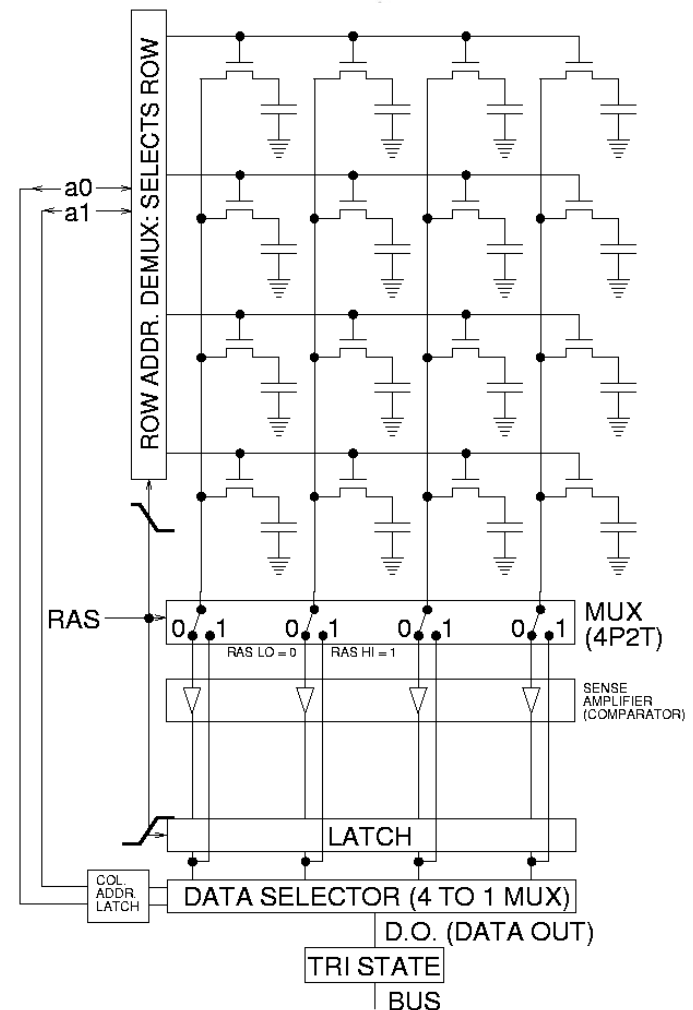 ROW ADDR. DEMUX: SELECTS ROW
a0
a1
RAS
0 1 0 1 0 1 0 1
RAS LO = 0 RAS HI = 1
MUX
(4P2T)
SENSE
AMPLIFIER
(COMPARATOR)
LATCH
COL.
ADDR.
LATCH
DATA SELECTOR (4 TO 1 MUX)
D.O. (DATA OUT)
TRI STATE
BUS